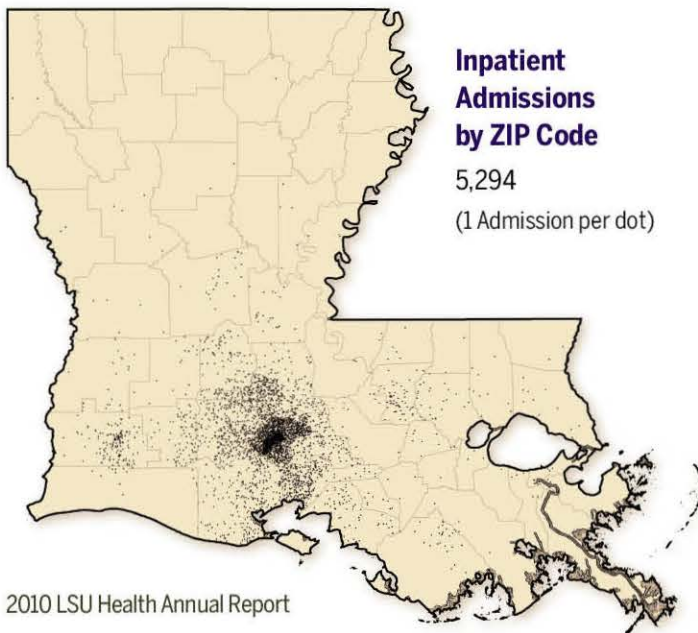 Inpatient
Admissions
by ZIP Code
5,294
(1 Admission per dot)
2010 LSU Health Annual Report